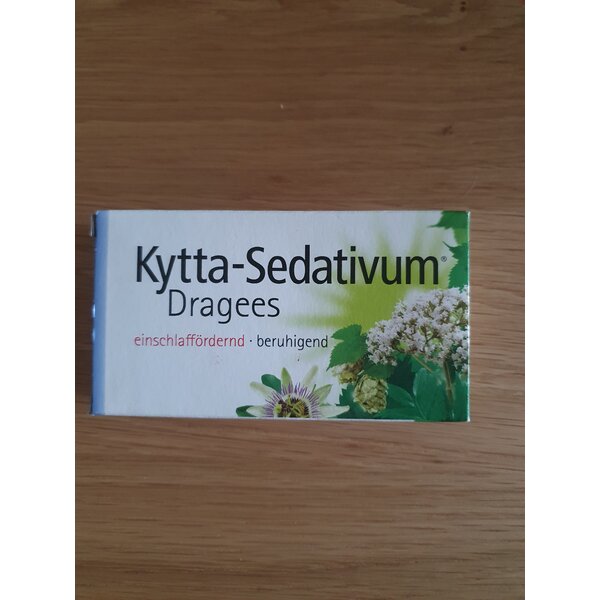 Kytta-Sedativum®
Dragees
einschlaffördernd · beruhigend